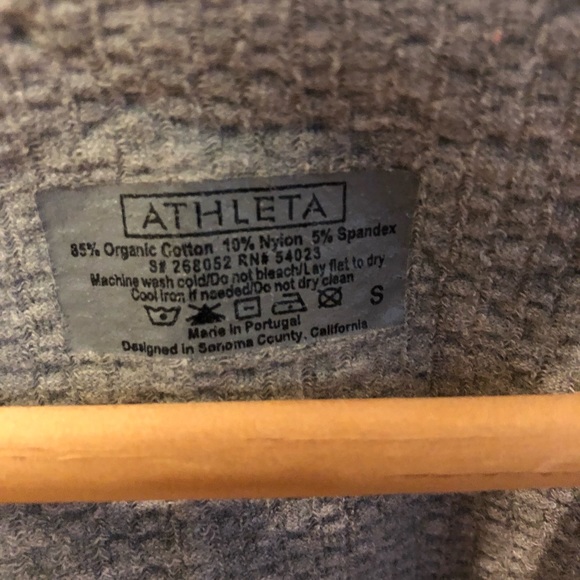 ATHLETA
85% Organic Cotton 10% Nylon 5% Spandex
S# 268052 RN# 54023
Machine wash cold/Do not bleach/Lay flat to dry
Cool iron if needed/Do not dry clean
S
Made in Portugal
Designed in Sonoma County, California